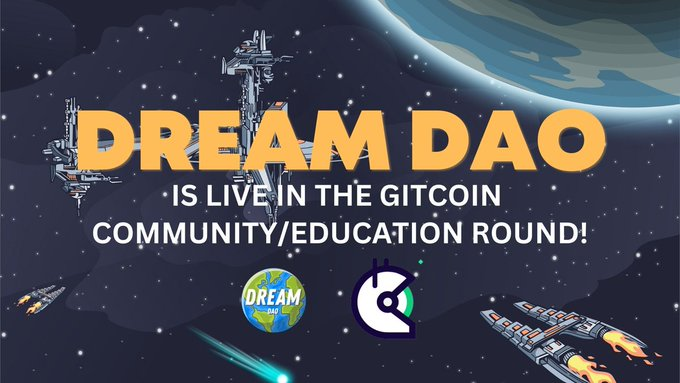 DREAM DAO
IS LIVE IN THE GITCOIN
COMMUNITY/EDUCATION ROUND!
DREAM
DAO